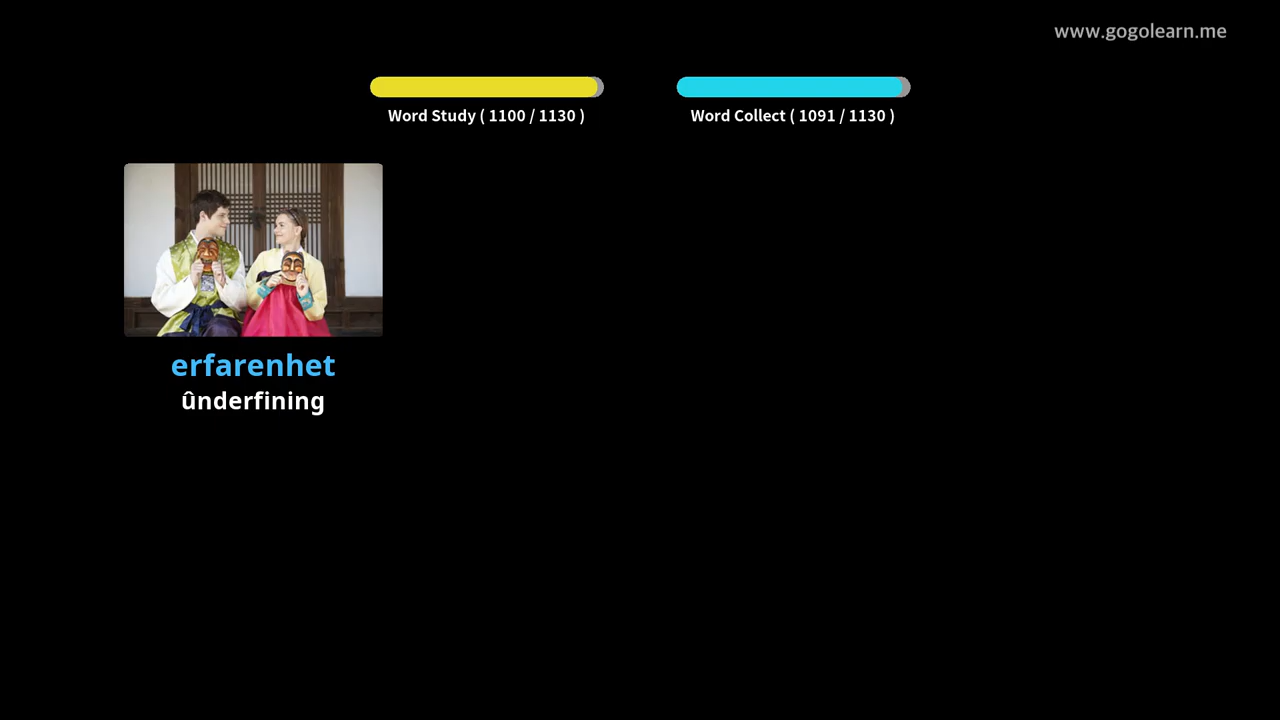 www.gogolearn.me
Word Study ( 1100 / 1130 )
Word Collect ( 1091 / 1130 )
erfarenhet
ûnderfining